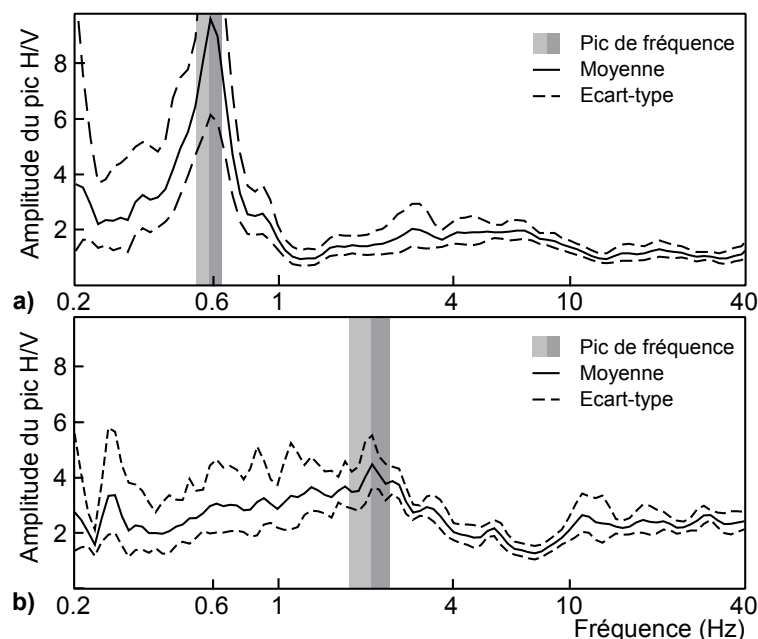 Amplitude du pic H/V
8
6
4
2
Pic de fréquence
Moyenne
Ecart-type
a)
0.2 0.6 1 4 10 40
Amplitude du pic H/V
8
6
4
2
Pic de fréquence
Moyenne
Ecart-type
b)
0.2 0.6 1 4 10 40
Fréquence (Hz)